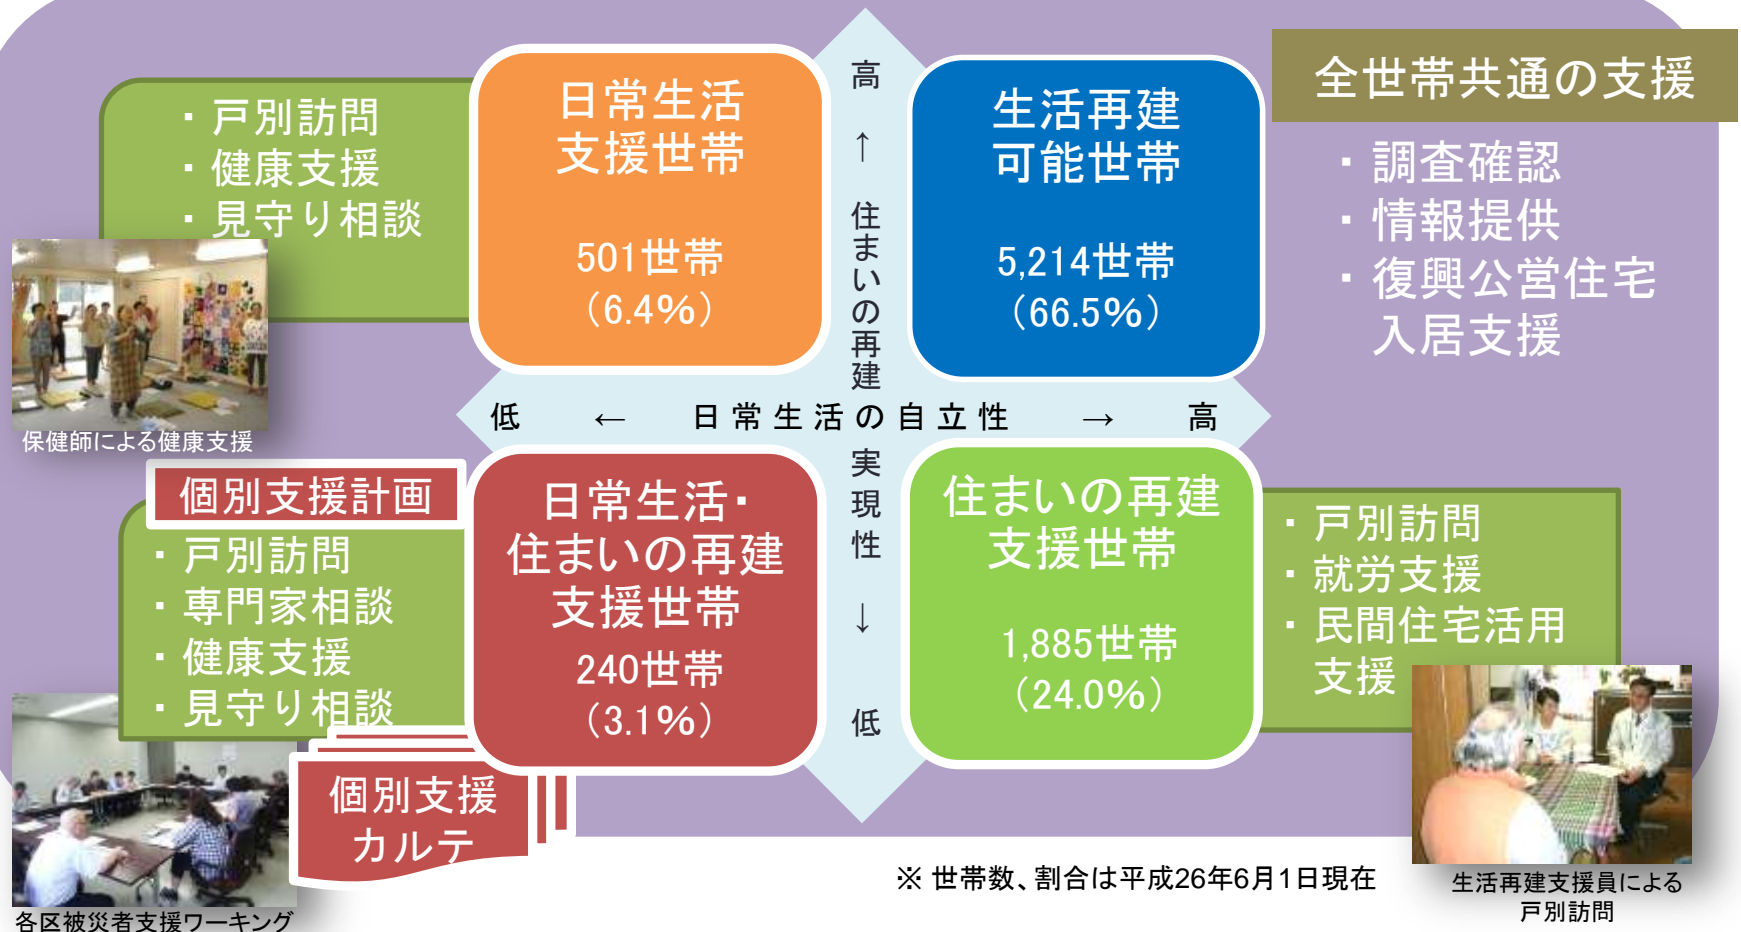 ・戸別訪問
・健康支援
・見守り相談
保健師による健康支援
日常生活
支援世帯
501世帯
（6.4%）
高
↑
住まいの再建
実現性
↓
低
生活再建
可能世帯
5,214世帯
（66.5%）
全世帯共通の支援
・調査確認
・情報提供
・復興公営住宅
入居支援
低 ← 日常生活の自立性 → 高
個別支援計画
・戸別訪問
・専門家相談
・健康支援
・見守り相談
個別支援
カルテ
各区被災者支援ワーキング
日常生活・
住まいの再建
支援世帯
240世帯
（3.1%）
住まいの再建
支援世帯
1,885世帯
（24.0%）
・戸別訪問
・就労支援
・民間住宅活用
支援
※ 世帯数、割合は平成26年6月1日現在
生活再建支援員による
戸別訪問